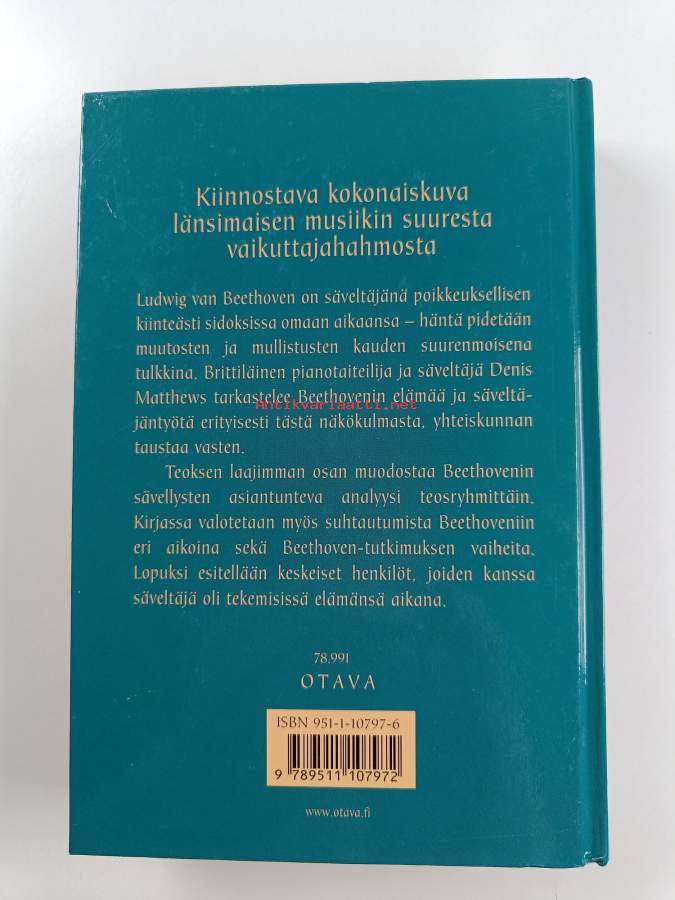 Kiinnostava kokonaiskuva
länsimaisen musiikin suuresta
vaikuttajahahmosta
Ludwig van Beethoven on säveltäjänä poikkeuksellisen
kiinteästi sidoksissa omaan aikaansa – häntä pidetään
muutosten ja mullistusten kauden suurenmoisena
tulkkina. Brittiläinen pianotaiteilija ja säveltäjä Denis
Matthews tarkastelee Beethovenin elämää ja säveltä-
Antikvariaatti.net
jäntyötä erityisesti tästä näkökulmasta, yhteiskunnan
taustaa vasten.
Teoksen laajimman osan muodostaa Beethovenin
sävellysten asiantunteva analyysi teosryhmittäin.
Kirjassa valotetaan myös suhtautumista Beethoveniin
eri aikoina sekä Beethoven-tutkimuksen vaiheita.
Lopuksi esitellään keskeiset henkilöt, joiden kanssa
säveltäjä oli tekemisissä elämänsä aikana.
78.991
OTAVA
ISBN 951-1-10797-6
9 789511 107972
www.otava.fi